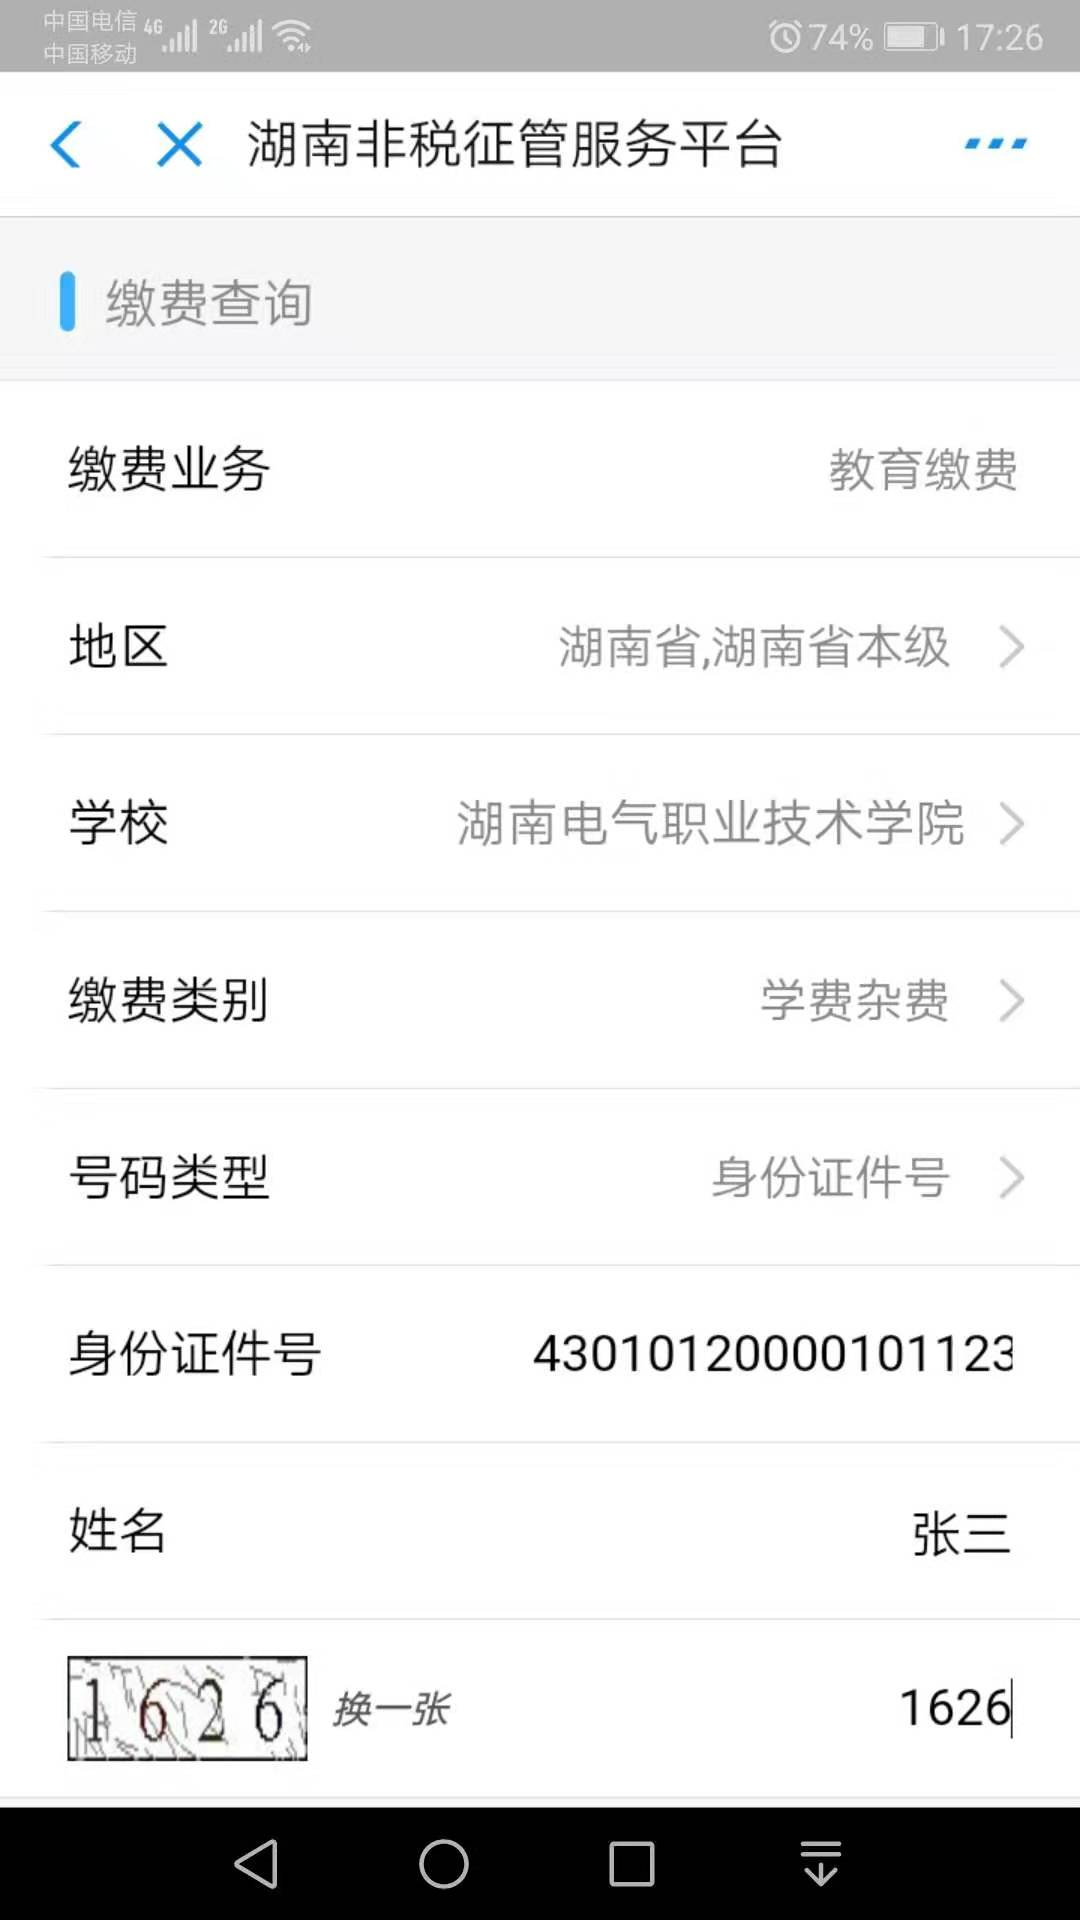 中国电信 4G 2G
中国移动
74% 17:26
湖南非税征管服务平台
缴费查询
缴费业务 教育缴费
地区 湖南省,湖南省本级
学校 湖南电气职业技术学院
缴费类别 学费杂费
号码类型 身份证件号
身份证件号 43010120000101123
姓名 张三
1626 换一张 1626